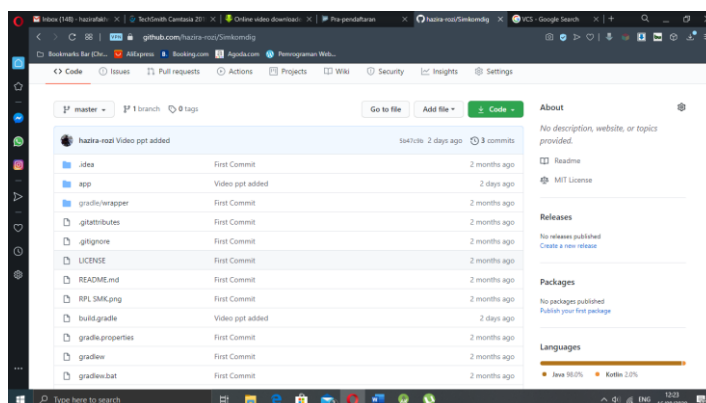 Inbox (148) - hazirafakh
TechSmith Camtasia 201
Online video downloade
Pra-pendaftaran
hazira-rozi/Simkomdig
VCS - Google Search
VPN
github.com/hazira-rozi/Simkomdig
Bookmarks Bar (Chr...
AliExpress
Booking.com
Agoda.com
Pemrograman Web...
Code
Issues
Pull requests
Actions
Projects
Wiki
Security
Insights
Settings
master
1 branch
0 tags
Go to file
Add file
Code
hazira-rozi Video ppt added
2 days ago
3 commits
.idea First Commit 2 months ago
app Video ppt added 2 days ago
gradle/wrapper First Commit 2 months ago
.gitattributes First Commit 2 months ago
.gitignore First Commit 2 months ago
LICENSE First Commit 2 months ago
README.md First Commit 2 months ago
RPL SMK.png First Commit 2 months ago
build.gradle Video ppt added 2 days ago
gradle.properties First Commit 2 months ago
gradlew First Commit 2 months ago
gradlew.bat First Commit 2 months ago
About
No description, website, or topics
provided.
Readme
MIT License
Releases
No releases published
Create a new release
Packages
No packages published
Publish your first package
Languages
Java 98.0%
Kotlin 2.0%
Type here to search
ENG
12:23